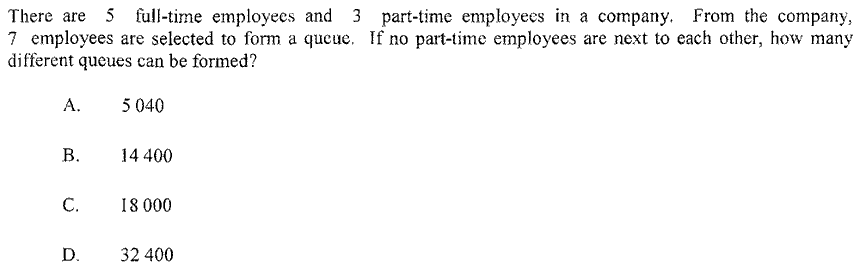 There are 5 full-time employees and 3 part-time employees in a company. From the company,
7 employees are selected to form a queue. If no part-time employees are next to each other, how many
different queues can be formed?
A. 5 040
B. 14 400
C. 18 000
D. 32 400